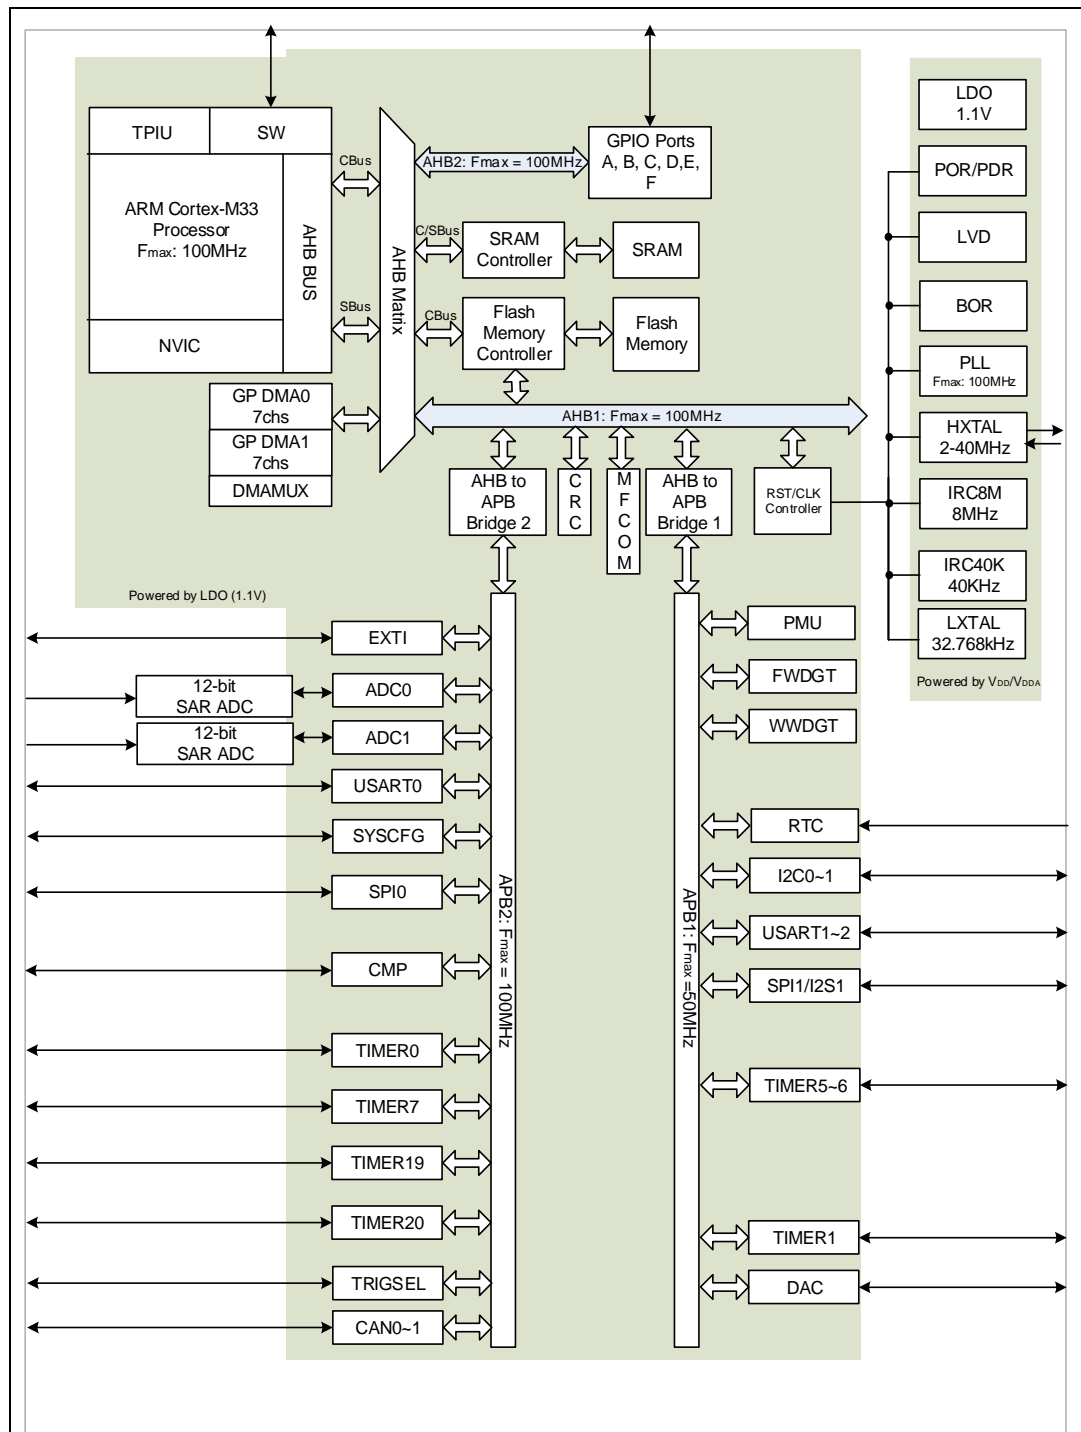 TPIU
SW
ARM Cortex-M33
Processor
Fmax: 100MHz
AHB BUS
NVIC
GP DMA0
7chs
GP DMA1
7chs
DMAMUX
CBus
SBus
AHB Matrix
AHB2: Fmax = 100MHz
GPIO Ports
A, B, C, D,E,
F
C/SBus
SRAM
Controller
SRAM
CBus
Flash
Memory
Controller
Flash
Memory
AHB1: Fmax = 100MHz
AHB to
APB
Bridge 2
CRC
MFCOM
AHB to
APB
Bridge 1
RST/CLK
Controller
LDO
1.1V
POR/PDR
LVD
BOR
PLL
Fmax: 100MHz
HXTAL
2-40MHz
IRC8M
8MHz
IRC40K
40KHz
LXTAL
32.768kHz
Powered by VDD/VDDA
Powered by LDO (1.1V)
EXTI
12-bit
SAR ADC
ADC0
12-bit
SAR ADC
ADC1
USART0
SYSCFG
SPI0
CMP
TIMER0
TIMER7
TIMER19
TIMER20
TRIGSEL
CAN0~1
APB2: Fmax = 100MHz
APB1: Fmax =50MHz
PMU
FWDGT
WWDGT
RTC
I2C0~1
USART1~2
SPI1/I2S1
TIMER5~6
TIMER1
DAC